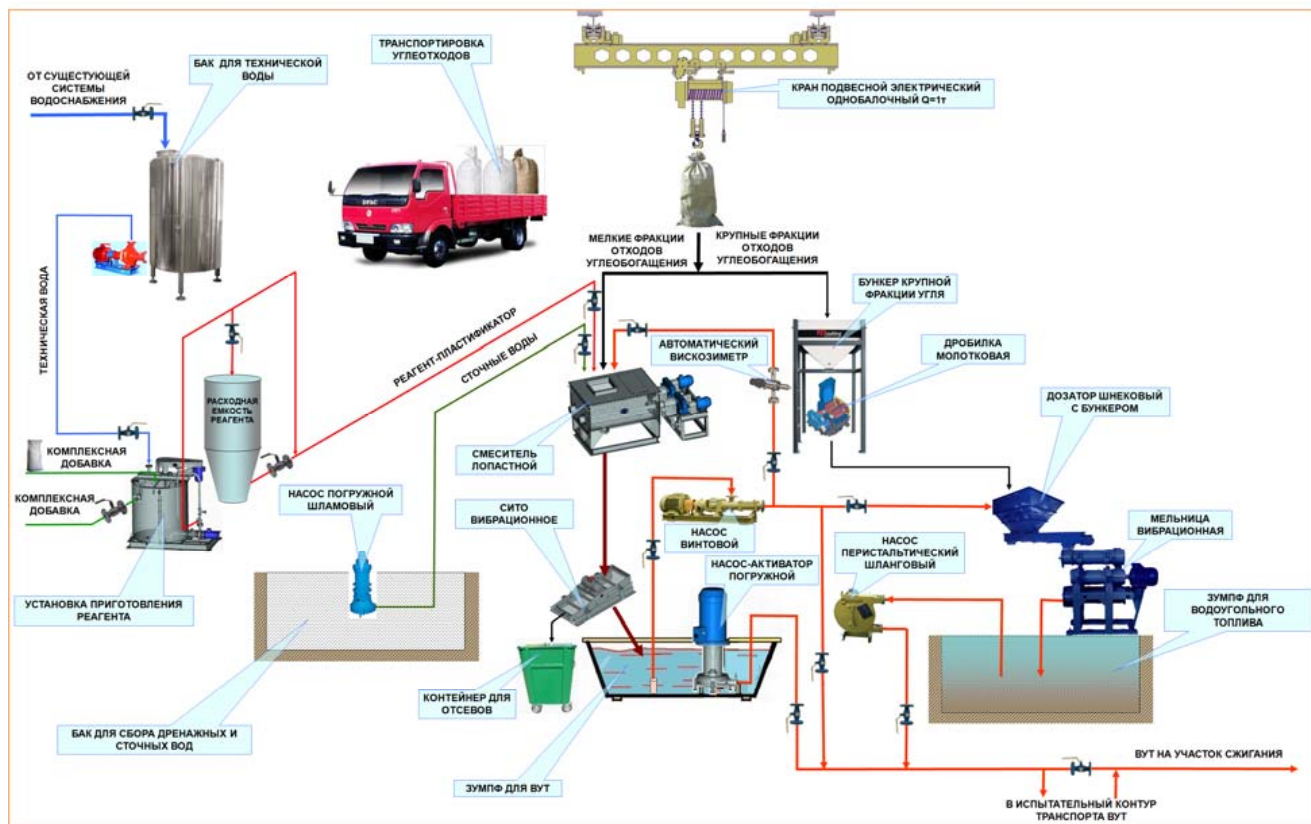 ОТ СУЩЕСТУЮЩЕЙ
СИСТЕМЫ
ВОДОСНАБЖЕНИЯ
БАК ДЛЯ ТЕХНИЧЕСКОЙ
ВОДЫ
ТРАНСПОРТИРОВКА
УГЛЕОТХОДОВ
КРАН ПОДВЕСНОЙ ЭЛЕКТРИЧЕСКИЙ
ОДНОБАЛОЧНЫЙ Q=1т
МЕЛКИЕ ФРАКЦИИ
ОТХОДОВ
УГЛЕОБОГАЩЕНИЯ
КРУПНЫЕ ФРАКЦИИ
ОТХОДОВ
УГЛЕОБОГАЩЕНИЯ
БУНКЕР КРУПНОЙ
ФРАКЦИИ УГЛЯ
ТЕХНИЧЕСКАЯ ВОДА
РЕАГЕНТ-ПЛАСТИФИКАТОР
СТОЧНЫЕ ВОДЫ
АВТОМАТИЧЕСКИЙ
ВИСКОЗИМЕТР
ДРОБИЛКА
МОЛОТКОВАЯ
ДОЗАТОР ШНЕКОВЫЙ
С БУНКЕРОМ
РАСХОДНАЯ
ЕМКОСТЬ
РЕАГЕНТА
КОМПЛЕКСНАЯ
ДОБАВКА
СМЕСИТЕЛЬ
ЛОПАСТНОЙ
КОМПЛЕКСНАЯ
ДОБАВКА
НАСОС ПОГРУЖНОЙ
ШЛАМОВЫЙ
СИТО
ВИБРАЦИОННОЕ
НАСОС
ВИНТОВОЙ
НАСОС
ПЕРИСТАЛЬТИЧЕСКИЙ
ШЛАНГОВЫЙ
МЕЛЬНИЦА
ВИБРАЦИОННАЯ
НАСОС-АКТИВАТОР
ПОГРУЖНОЙ
УСТАНОВКА ПРИГОТОВЛЕНИЯ
РЕАГЕНТА
ЗУМПФ ДЛЯ
ВОДОУГОЛЬНОГО
ТОПЛИВА
КОНТЕЙНЕР ДЛЯ
ОТСЕВОВ
БАК ДЛЯ СБОРА ДРЕНАЖНЫХ И
СТОЧНЫХ ВОД
ЗУМПФ ДЛЯ ВУТ
ВУТ НА УЧАСТОК СЖИГАНИЯ
В ИСПЫТАТЕЛЬНЫЙ КОНТУР
ТРАНСПОРТА ВУТ